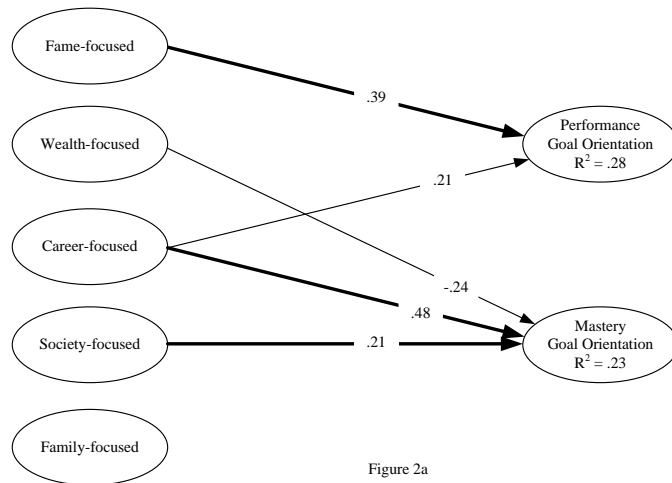 Fame-focused
.39
Wealth-focused
Performance
Goal Orientation
R² = .28
.21
Career-focused
-.24
.48
Society-focused
.21
Mastery
Goal Orientation
R² = .23
Family-focused
Figure 2a